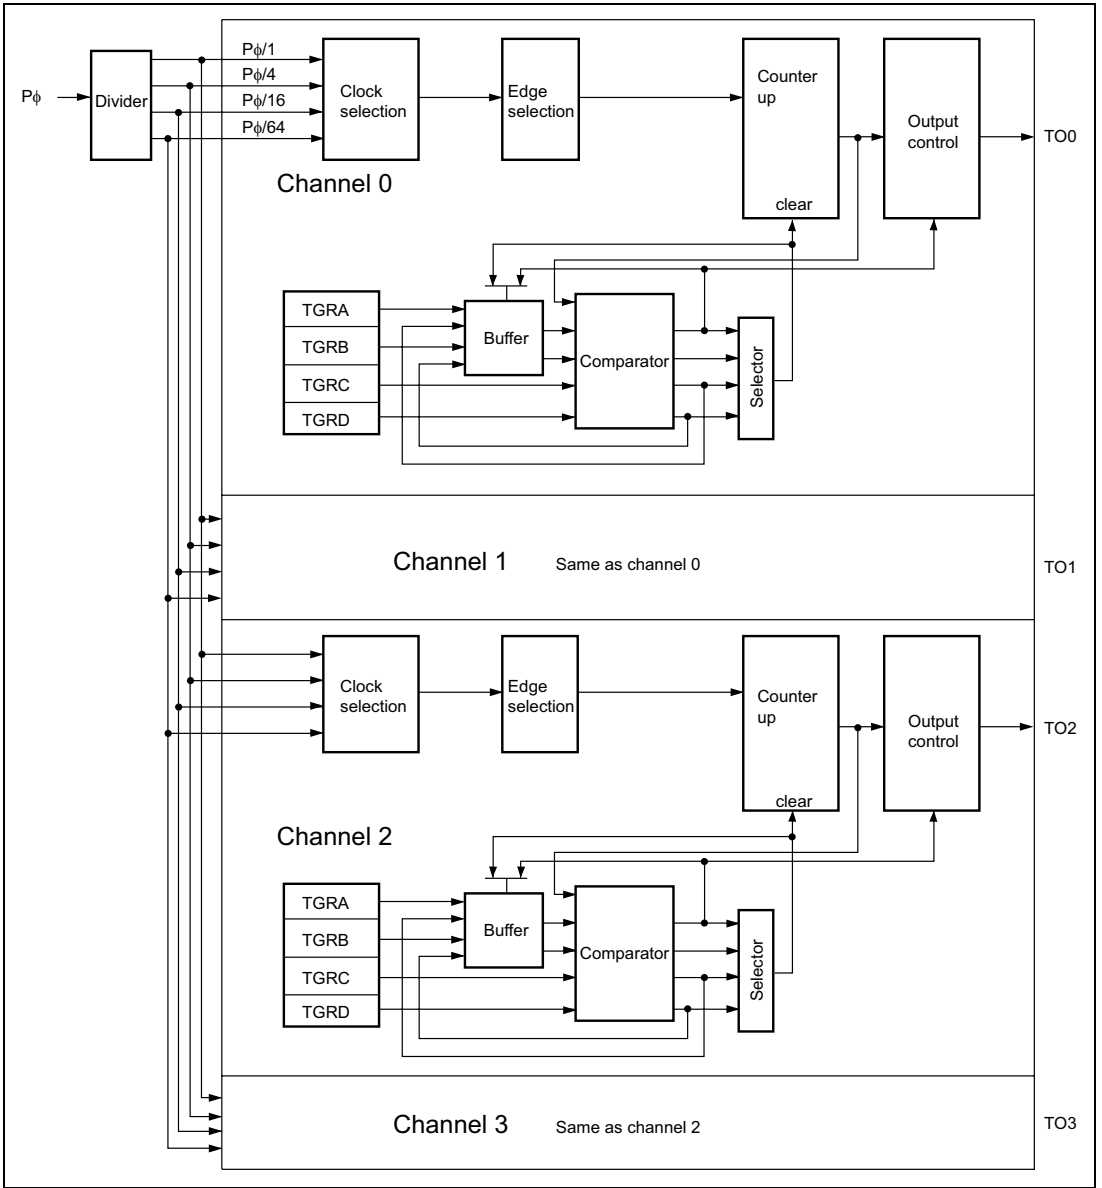 Pϕ
Divider
Pϕ/1
Pϕ/4
Pϕ/16
Pϕ/64
Clock
selection
Edge
selection
Counter
up
clear
Output
control
TO0
Channel 0
TGRA
TGRB
TGRC
TGRD
Buffer
Comparator
Selector
Channel 1
Same as channel 0
TO1
Clock
selection
Edge
selection
Counter
up
clear
Output
control
TO2
Channel 2
TGRA
TGRB
TGRC
TGRD
Buffer
Comparator
Selector
Channel 3
Same as channel 2
TO3